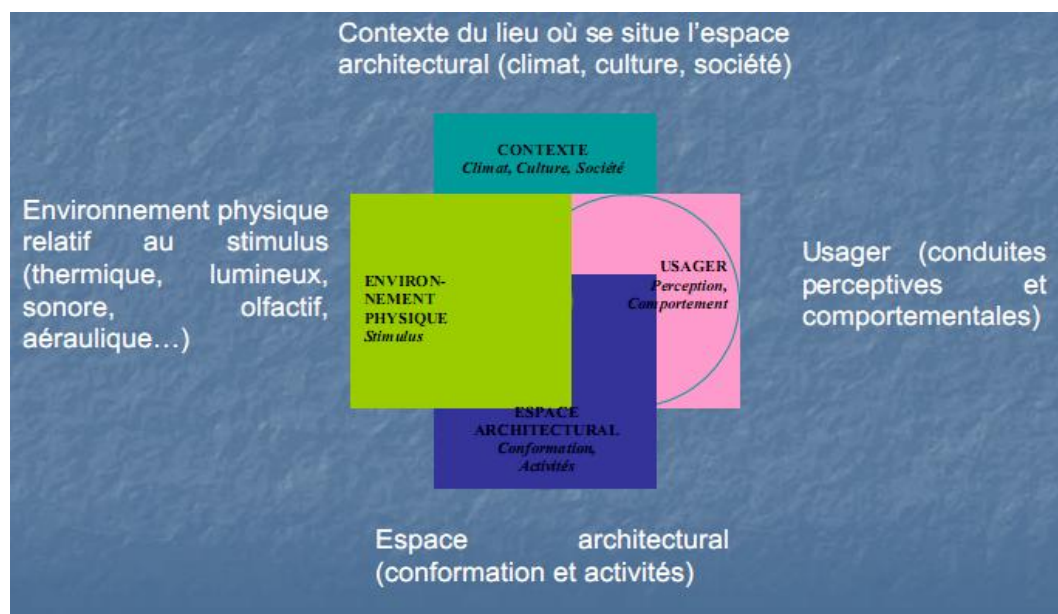 Contexte du lieu où se situe l’espace
architectural (climat, culture, société)
CONTEXTE
Climat, Culture, Société
Environnement physique
relatif au stimulus
(thermique, lumineux,
sonore, olfactif,
aéraulique…)
ENVIRON-
NEMENT
PHYSIQUE
Stimulus
USAGER
Perception,
Comportement
Usager (conduites
perceptives et
comportementales)
ESPACE
ARCHITECTURAL
Conformation,
Activités
Espace architectural
(conformation et activités)